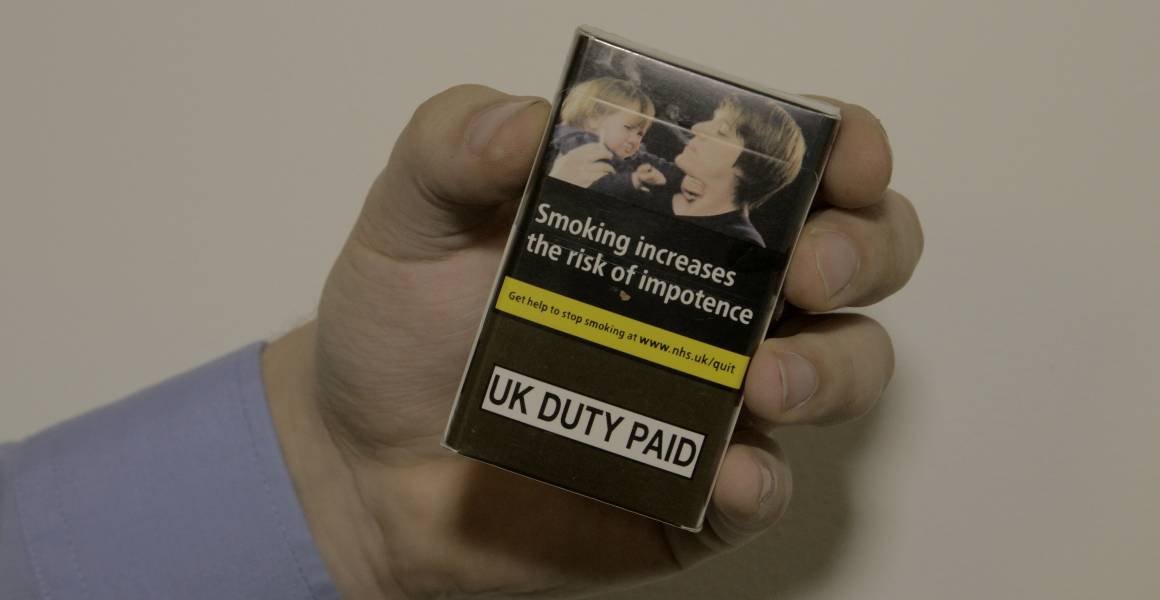 Smoking increases
the risk of impotence
Get help to stop smoking at www.nhs.uk/quit
UK DUTY PAID